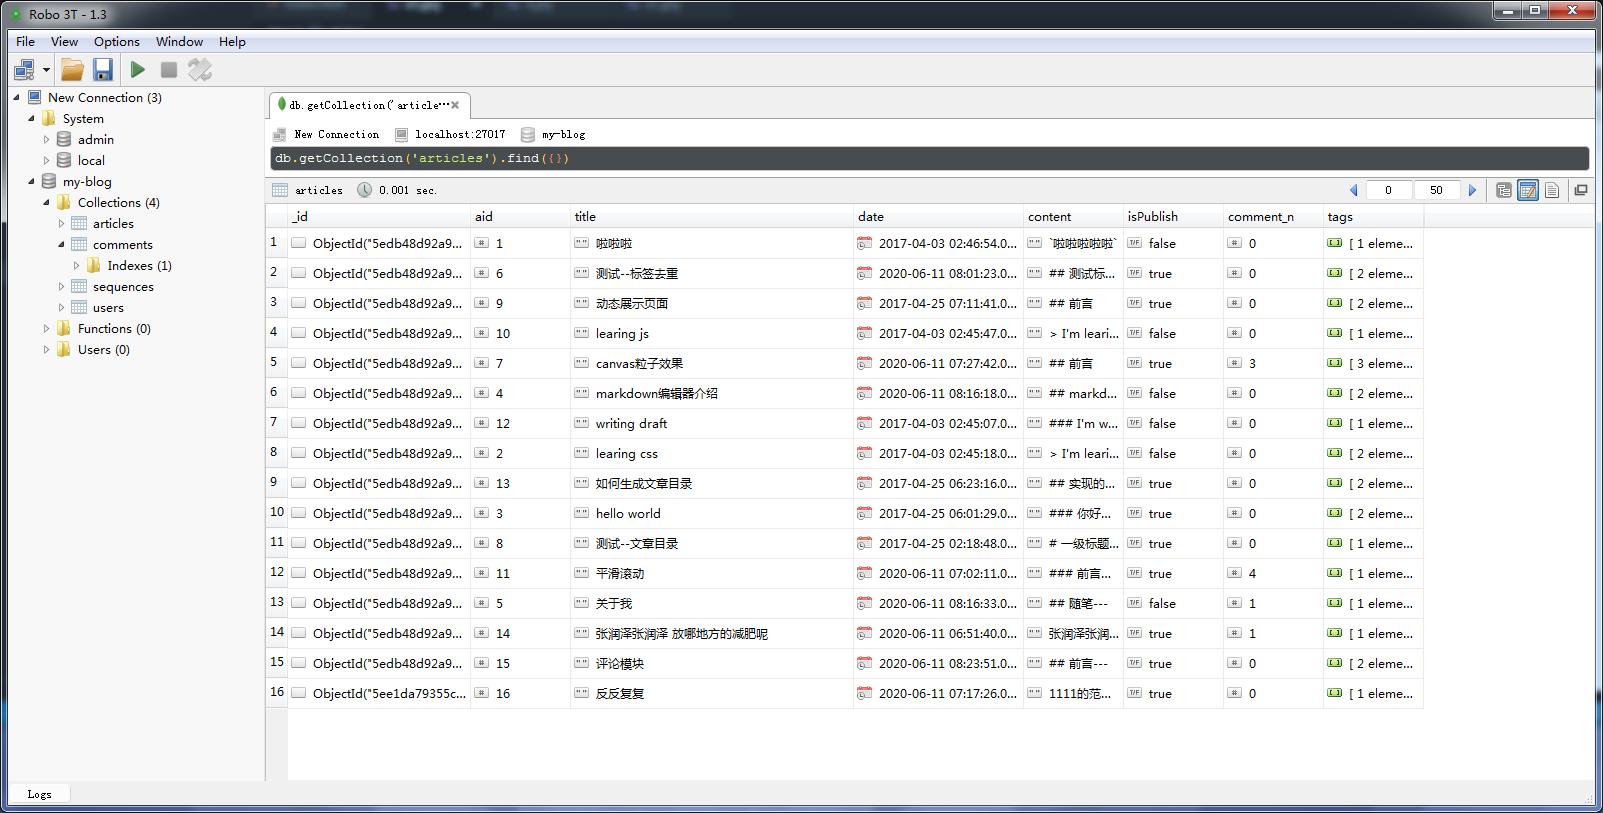 Robo 3T - 1.3
File View Options Window Help
New Connection (3)
System
admin
local
my-blog
Collections (4)
articles
comments
Indexes (1)
sequences
users
Functions (0)
Users (0)
db.getCollection('article...
New Connection localhost:27017 my-blog
db.getCollection('articles').find({})
articles 0.001 sec. 0 50
_id aid title date content isPublish comment_n tags
1 ObjectId("5edb48d92a9... # 1 "" 啦啦啦 2017-04-03 02:46:54.0... "" `啦啦啦啦啦` T/F false # 0 [ 1 eleme...
2 ObjectId("5edb48d92a9... # 6 "" 测试--标签去重 2020-06-11 08:01:23.0... "" ## 测试标... T/F true # 0 [ 2 eleme...
3 ObjectId("5edb48d92a9... # 9 "" 动态展示页面 2017-04-25 07:11:41.0... "" ## 前言 T/F true # 0 [ 2 eleme...
4 ObjectId("5edb48d92a9... # 10 "" learing js 2017-04-03 02:45:47.0... "" > I'm leari... T/F false # 0 [ 1 eleme...
5 ObjectId("5edb48d92a9... # 7 "" canvas粒子效果 2020-06-11 07:27:42.0... "" ## 前言 T/F true # 3 [ 3 eleme...
6 ObjectId("5edb48d92a9... # 4 "" markdown编辑器介绍 2020-06-11 08:16:18.0... "" ## markd... T/F true # 0 [ 2 eleme...
7 ObjectId("5edb48d92a9... # 12 "" writing draft 2017-04-03 02:45:07.0... "" ### I'm w... T/F false # 0 [ 1 eleme...
8 ObjectId("5edb48d92a9... # 2 "" learing css 2017-04-03 02:45:18.0... "" > I'm leari... T/F false # 0 [ 2 eleme...
9 ObjectId("5edb48d92a9... # 13 "" 如何生成文章目录 2017-04-25 06:23:16.0... "" ## 实现的... T/F true # 0 [ 2 eleme...
10 ObjectId("5edb48d92a9... # 3 "" hello world 2017-04-25 06:01:29.0... "" ### 你好... T/F true # 0 [ 2 eleme...
11 ObjectId("5edb48d92a9... # 8 "" 测试--文章目录 2017-04-25 02:18:48.0... "" # 一级标题... T/F true # 0 [ 1 eleme...
12 ObjectId("5edb48d92a9... # 11 "" 平滑滚动 2020-06-11 07:02:11.0... "" ### 前言... T/F true # 4 [ 1 eleme...
13 ObjectId("5edb48d92a9... # 5 "" 关于我 2020-06-11 08:16:33.0... "" ## 随笔--- T/F false # 1 [ 1 eleme...
14 ObjectId("5edb48d92a9... # 14 "" 张润泽张润泽 放哪地方的减肥呢 2020-06-11 06:51:40.0... "" 张润泽张润... T/F true # 1 [ 1 eleme...
15 ObjectId("5edb48d92a9... # 15 "" 评论模块 2020-06-11 08:23:51.0... "" ## 前言--- T/F true # 0 [ 2 eleme...
16 ObjectId("5ee1da79355c... # 16 "" 反反复复 2020-06-11 07:17:26.0... "" 1111的范... T/F true # 0 [ 1 eleme...
Logs